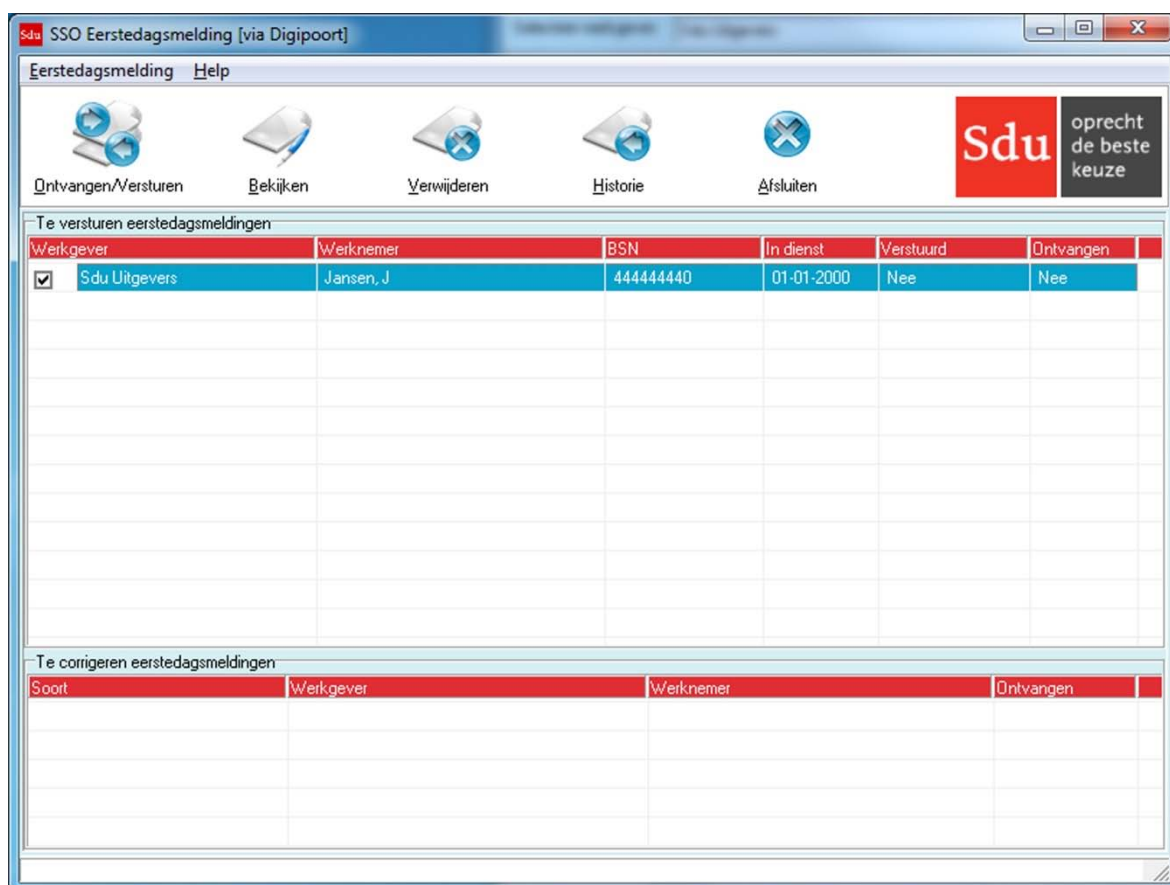 Sdu SSO Eerstedagsmelding [via Digipoort]
Eerstedagsmelding Help
Ontvangen/Versturen Bekijken Verwijderen Historie Afsluiten
Sdu
oprecht
de beste
keuze
Te versturen eerstedagsmeldingen
Werkgever Werknemer BSN In dienst Verstuurd Ontvangen
Sdu Uitgevers Jansen, J 444444440 01-01-2000 Nee Nee
Te corrigeren eerstedagsmeldingen
Soort Werkgever Werknemer Ontvangen